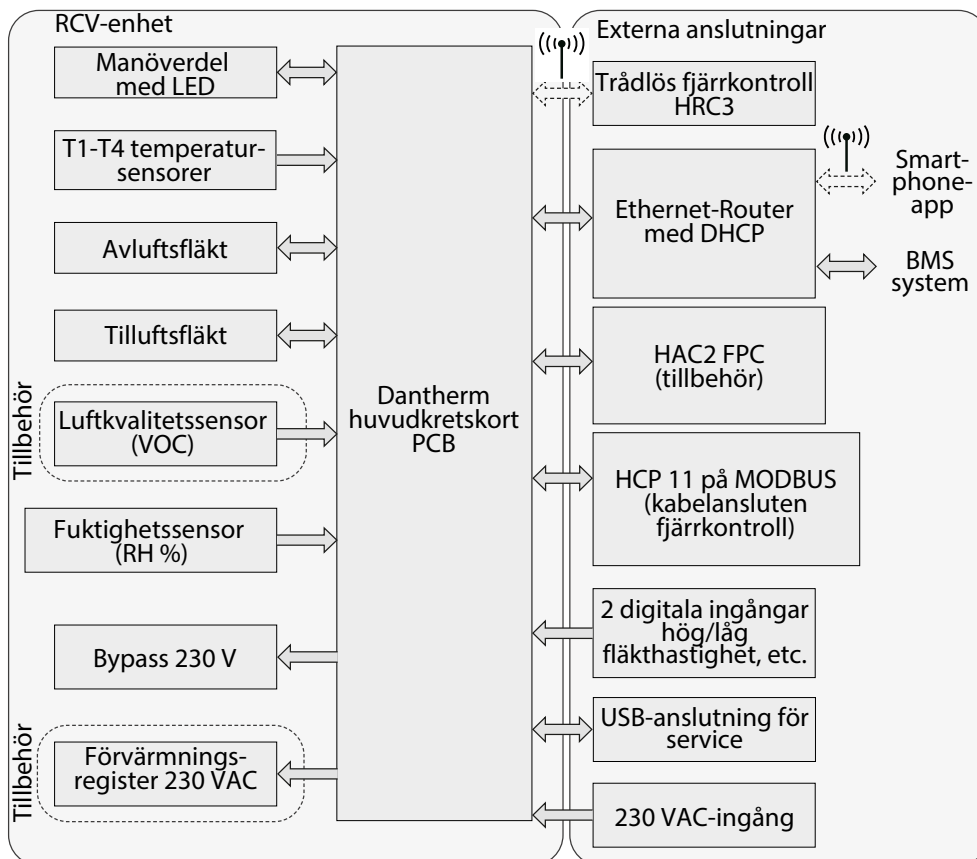 RCV-enhet
Manöverdel
med LED
T1-T4 temperatur-
sensorer
Avluftsfläkt
Tilluftsfläkt
Tillbehör
Luftkvalitetssensor
(VOC)
Fuktighetssensor
(RH %)
Bypass 230 V
Tillbehör
Förvärmnings-
register 230 VAC
Dantherm
huvudkretskort
PCB
Externa anslutningar
Trådlös fjärrkontroll
HRC3
Ethernet-Router
med DHCP
Smart-
phone-
app
BMS
system
HAC2 FPC
(tillbehör)
HCP 11 på MODBUS
(kabelansluten
fjärrkontroll)
2 digitala ingångar
hög/låg
fläkthastighet, etc.
USB-anslutning för
service
230 VAC-ingång